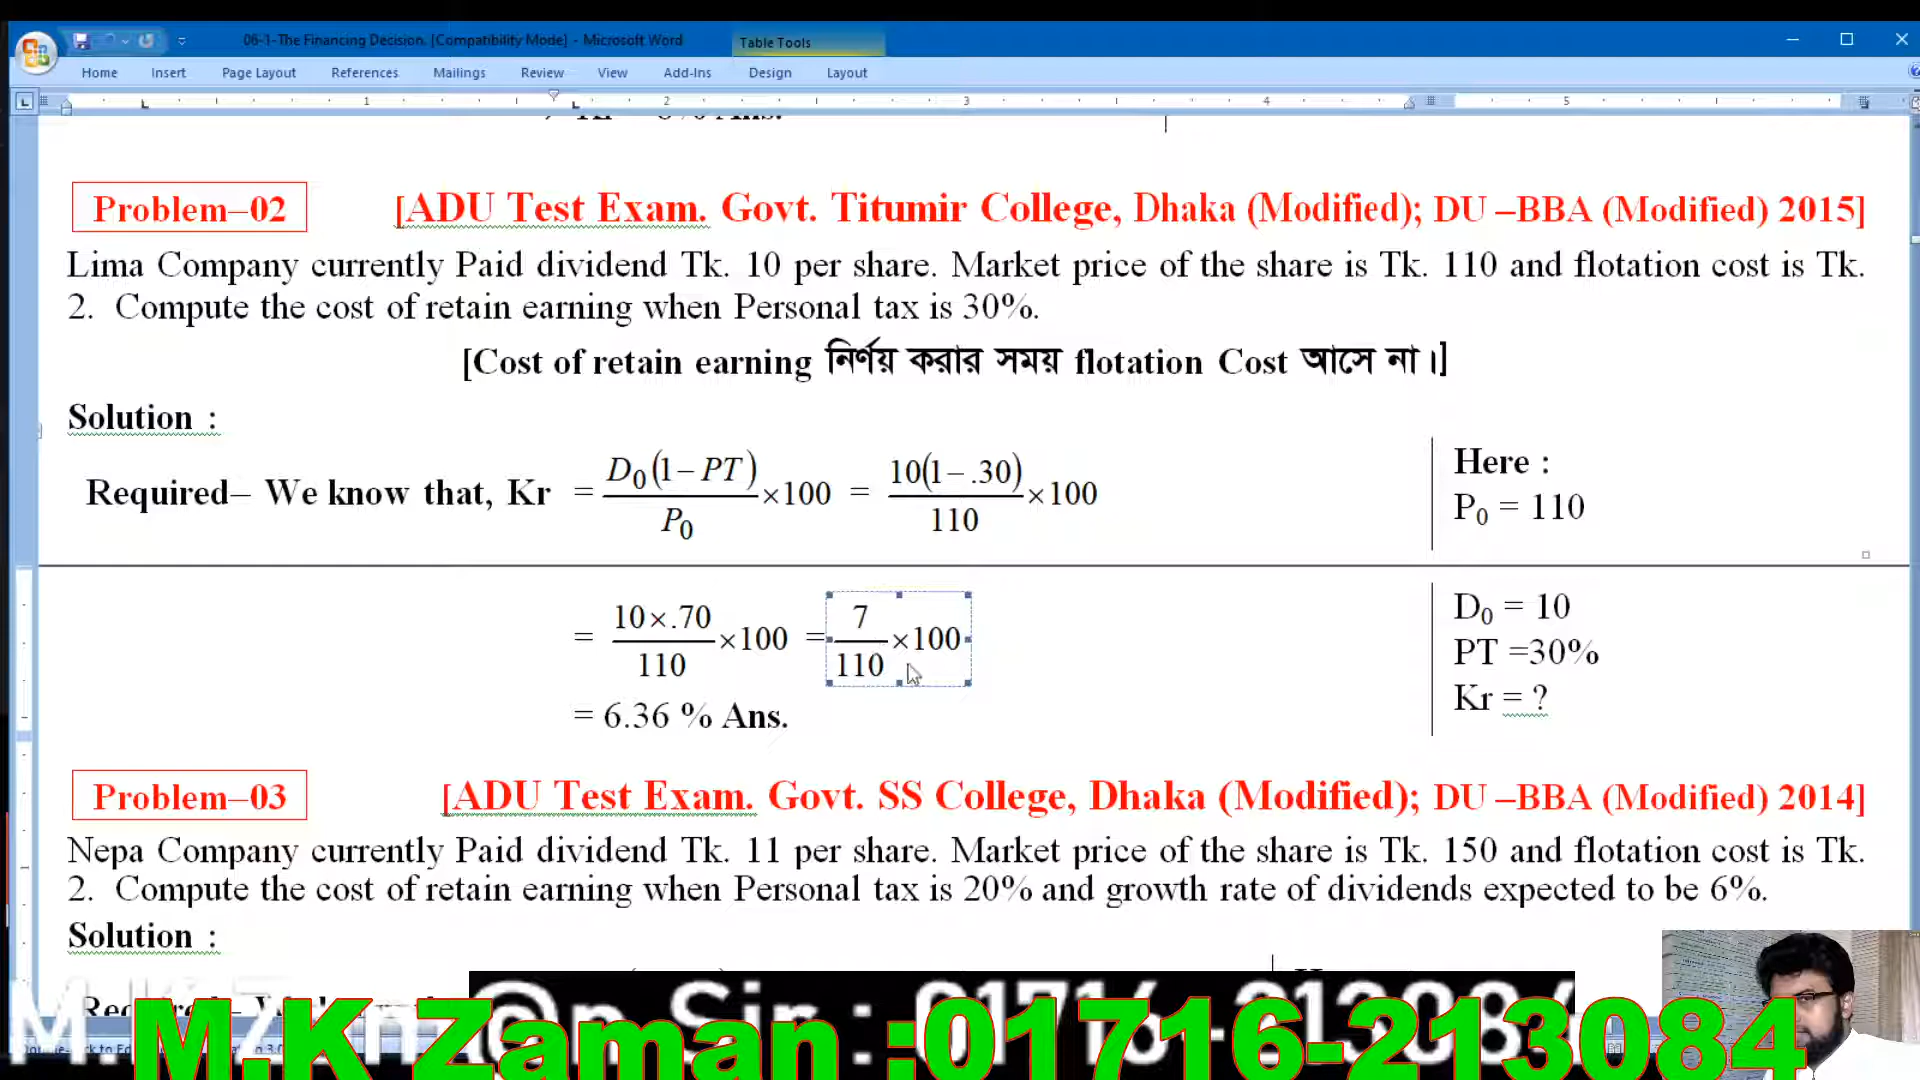 06-1-The Financing Decision. [Compatibility Mode] - Microsoft Word
Table Tools
Home Insert Page Layout References Mailings Review View Add-Ins Design Layout
1 2 3 4 5
Problem–02 [ADU Test Exam. Govt. Titumir College, Dhaka (Modified); DU –BBA (Modified) 2015]
Lima Company currently Paid dividend Tk. 10 per share. Market price of the share is Tk. 110 and flotation cost is Tk.
2. Compute the cost of retain earning when Personal tax is 30%.
[Cost of retain earning নির্ণয় করার সময় flotation Cost আসে না।]
Solution :
Required– We know that, Kr = D0(1−PT)/P0 ×100 = 10(1−.30)/110 ×100
Here :
P0 = 110
= 10×.70/110 ×100 = 7/110 ×100
= 6.36 % Ans.
D0 = 10
PT =30%
Kr = ?
Problem–03 [ADU Test Exam. Govt. SS College, Dhaka (Modified); DU –BBA (Modified) 2014]
Nepa Company currently Paid dividend Tk. 11 per share. Market price of the share is Tk. 150 and flotation cost is Tk.
2. Compute the cost of retain earning when Personal tax is 20% and growth rate of dividends expected to be 6%.
Solution :
M.K Zaman :01716-213084